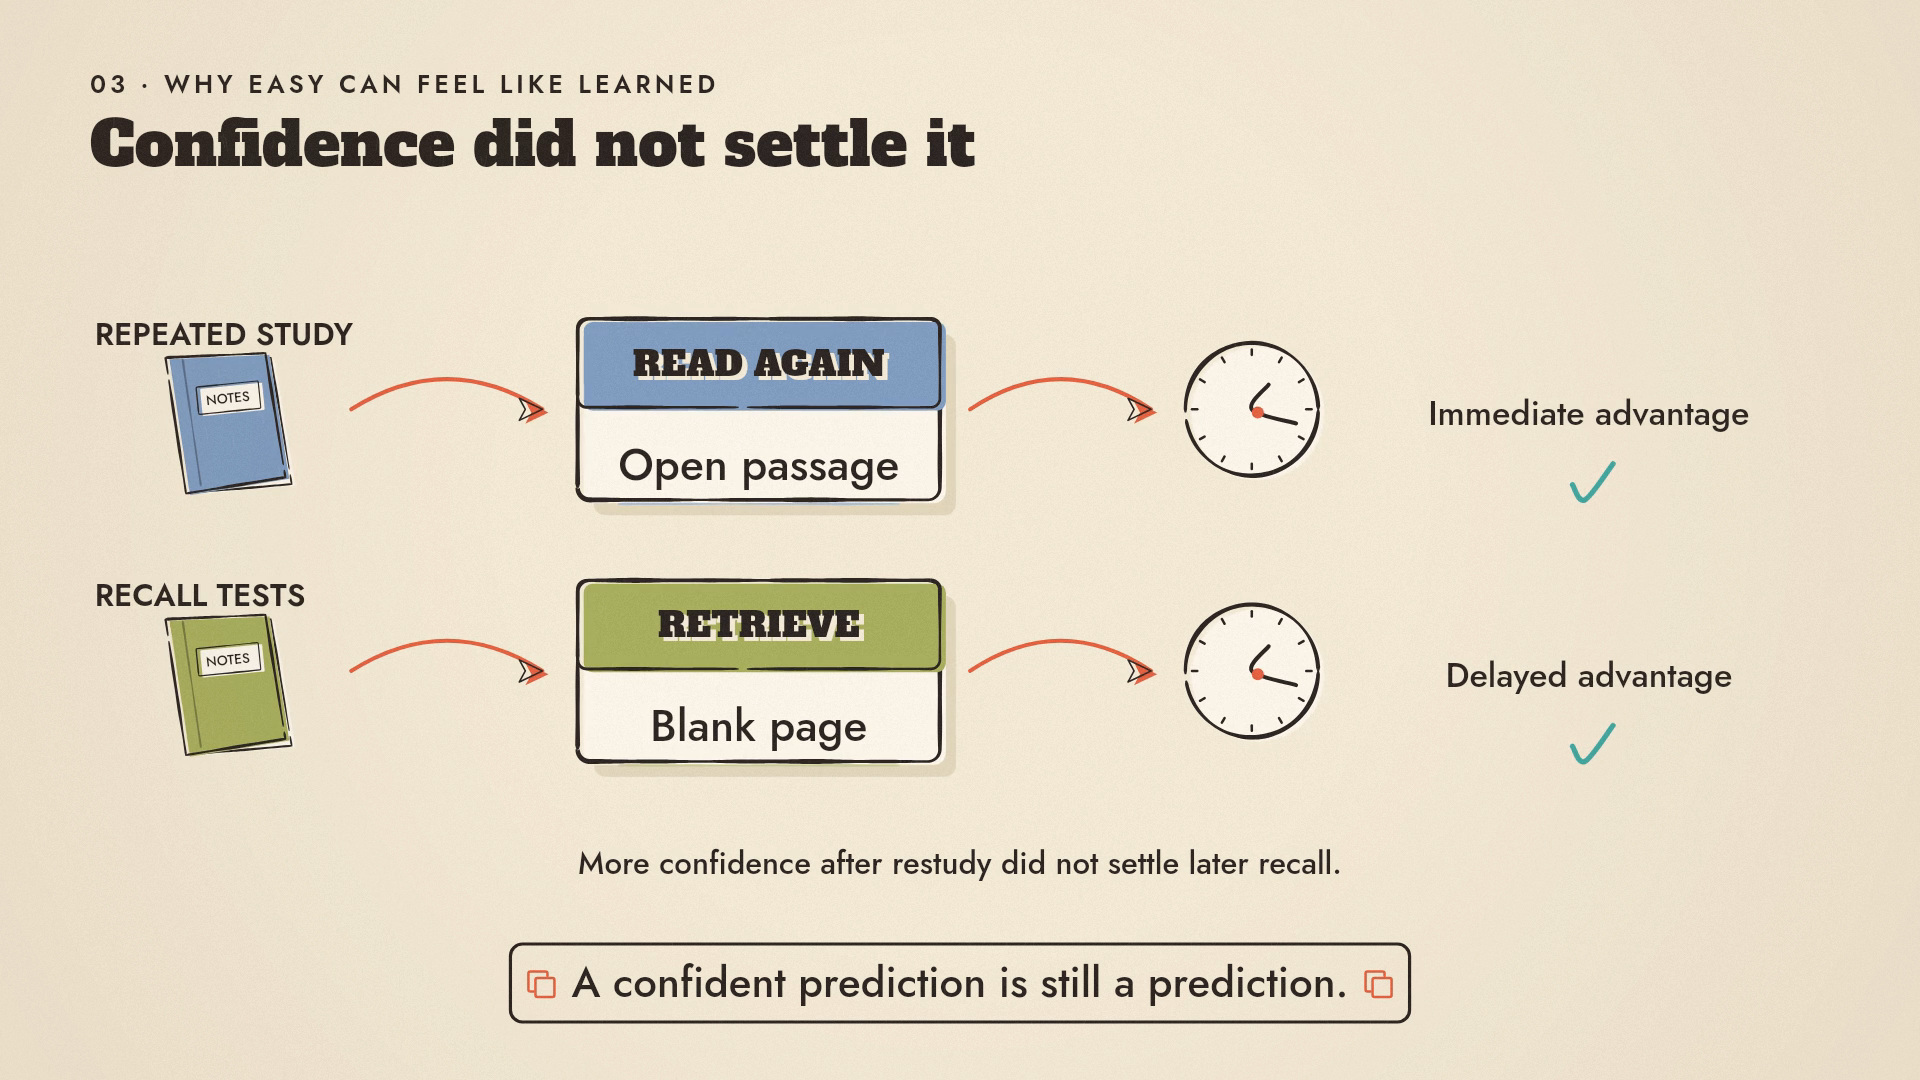 03 · WHY EASY CAN FEEL LIKE LEARNED
Confidence did not settle it
REPEATED STUDY
NOTES
READ AGAIN
Open passage
Immediate advantage
RECALL TESTS
NOTES
RETRIEVE
Blank page
Delayed advantage
More confidence after restudy did not settle later recall.
A confident prediction is still a prediction.